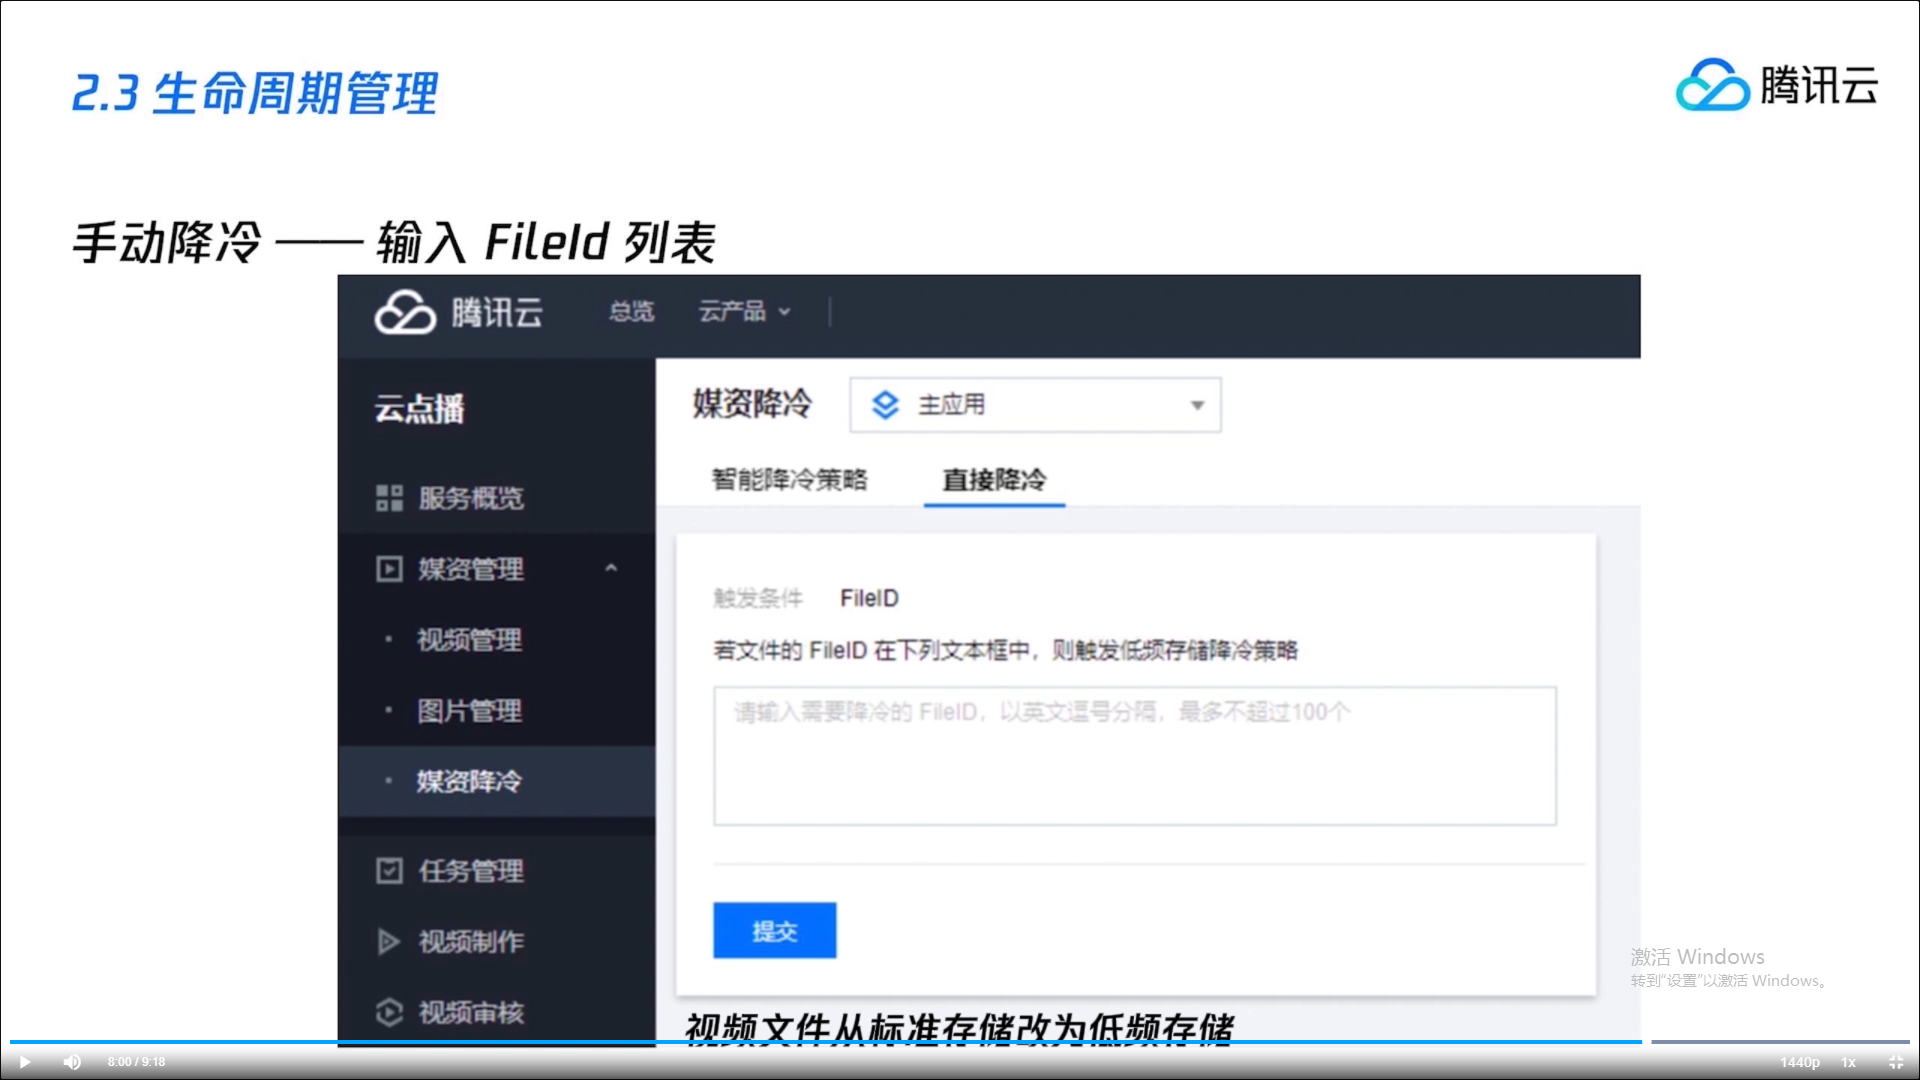 2.3 生命周期管理
腾讯云
手动降冷 —— 输入 FileId 列表
腾讯云 总览 云产品
云点播
服务概览
媒资管理
视频管理
图片管理
媒资降冷
任务管理
视频制作
视频审核
媒资降冷 主应用
智能降冷策略 直接降冷
触发条件 FileID
若文件的 FileID 在下列文本框中，则触发低频存储降冷策略
请输入需要降冷的 FileID，以英文逗号分隔，最多不超过100个
提交
激活 Windows
转到“设置”以激活 Windows。
视频文件从标准存储改为低频存储
8:00 / 9:18 1440p 1x